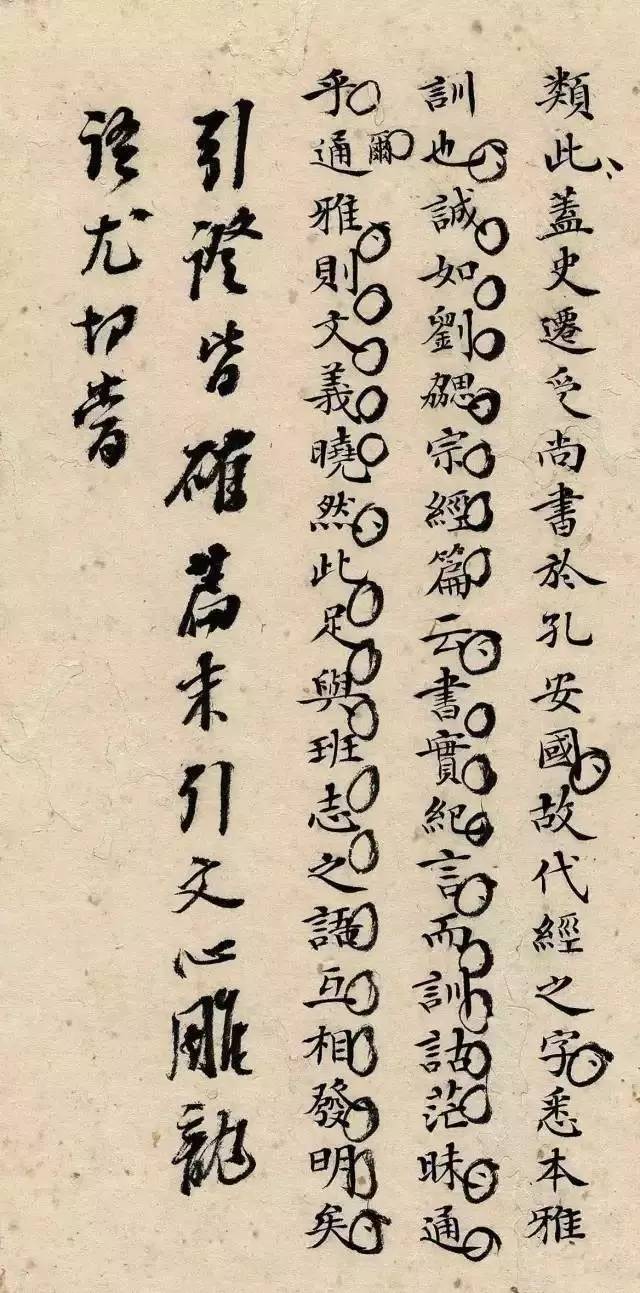 類此蓋史遷受尚書於孔安國故代經之字悉本雅
訓也誠如劉勰宗經篇云書實紀言而訓詁茫昧通
乎爾通雅則文義曉然此足與班志之語互相發明矣
引證皆確篇末引文心雕龍
語尤切當